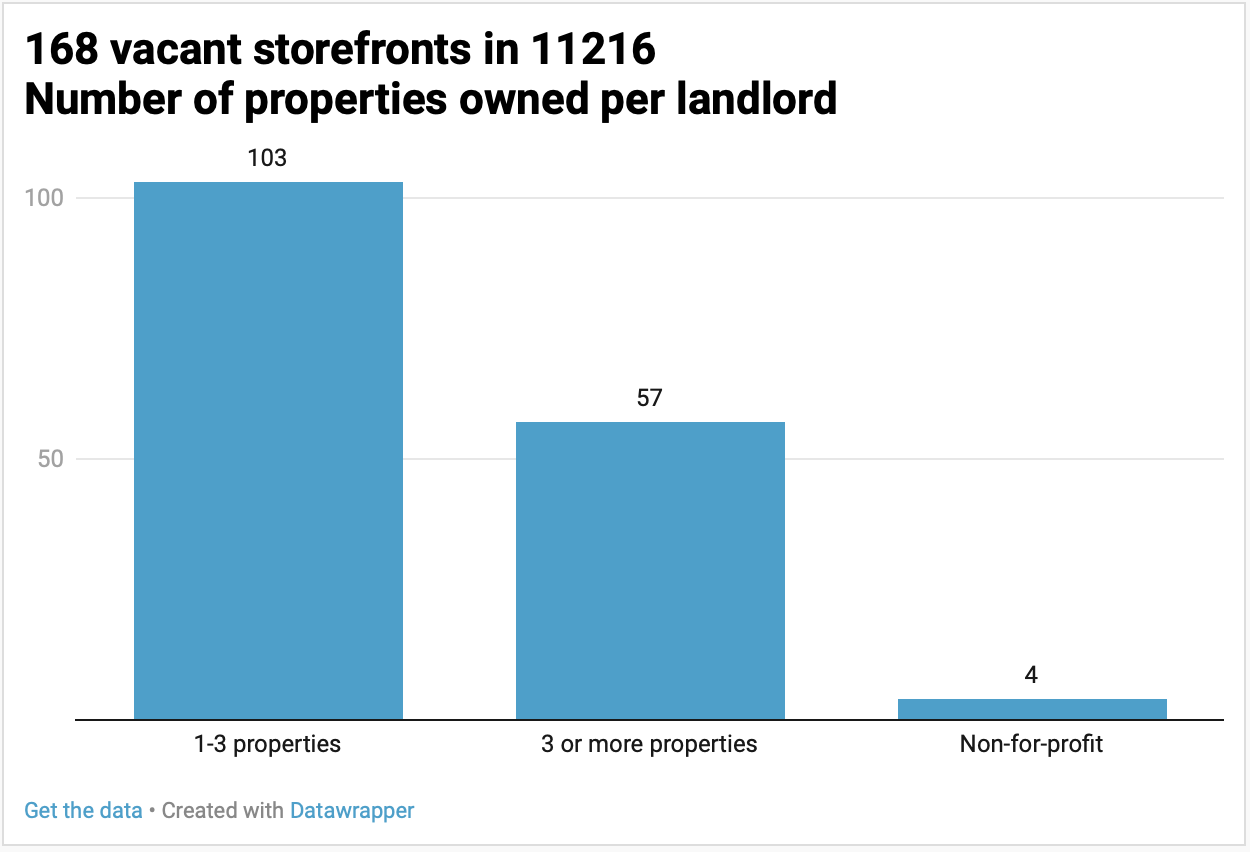 168 vacant storefronts in 11216
Number of properties owned per landlord
103
100
57
50
4
1-3 properties
3 or more properties
Non-for-profit
Get the data • Created with Datawrapper